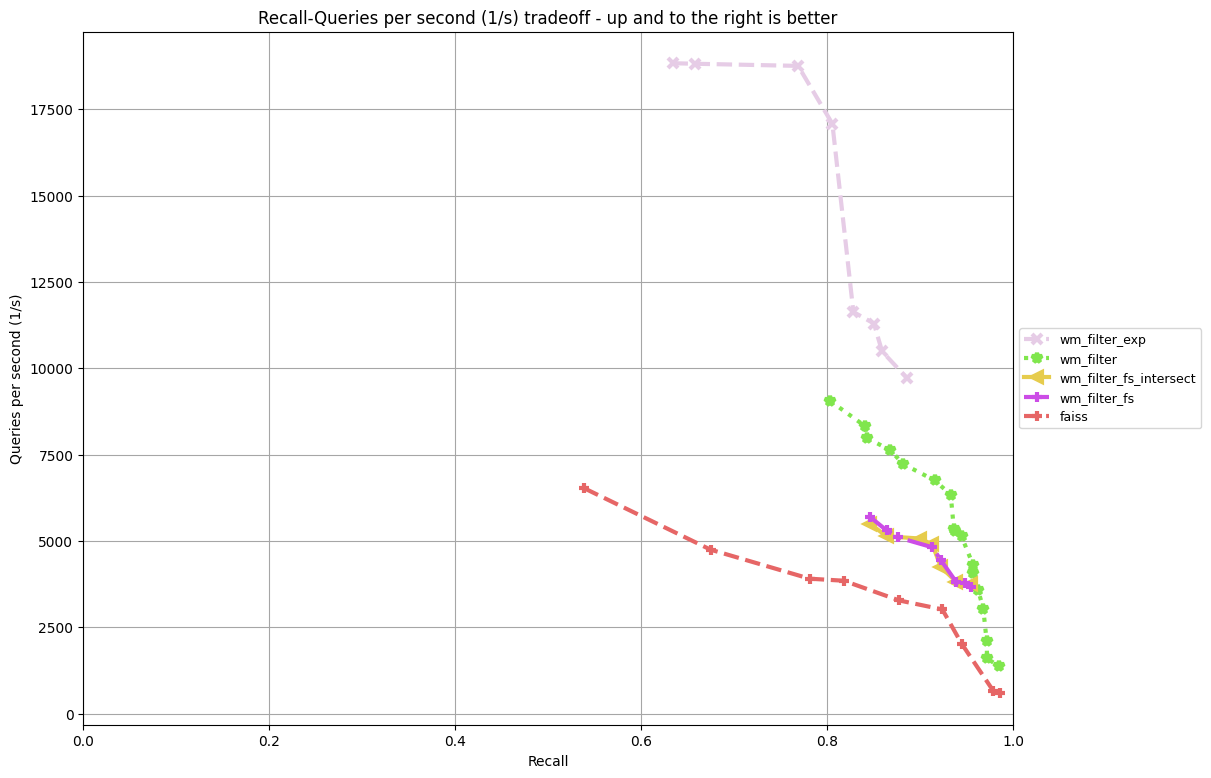 Recall-Queries per second (1/s) tradeoff - up and to the right is better
Queries per second (1/s)
17500
15000
12500
10000
7500
5000
2500
0
0.0
0.2
0.4
0.6
0.8
1.0
Recall
wm_filter_exp
wm_filter
wm_filter_fs_intersect
wm_filter_fs
faiss